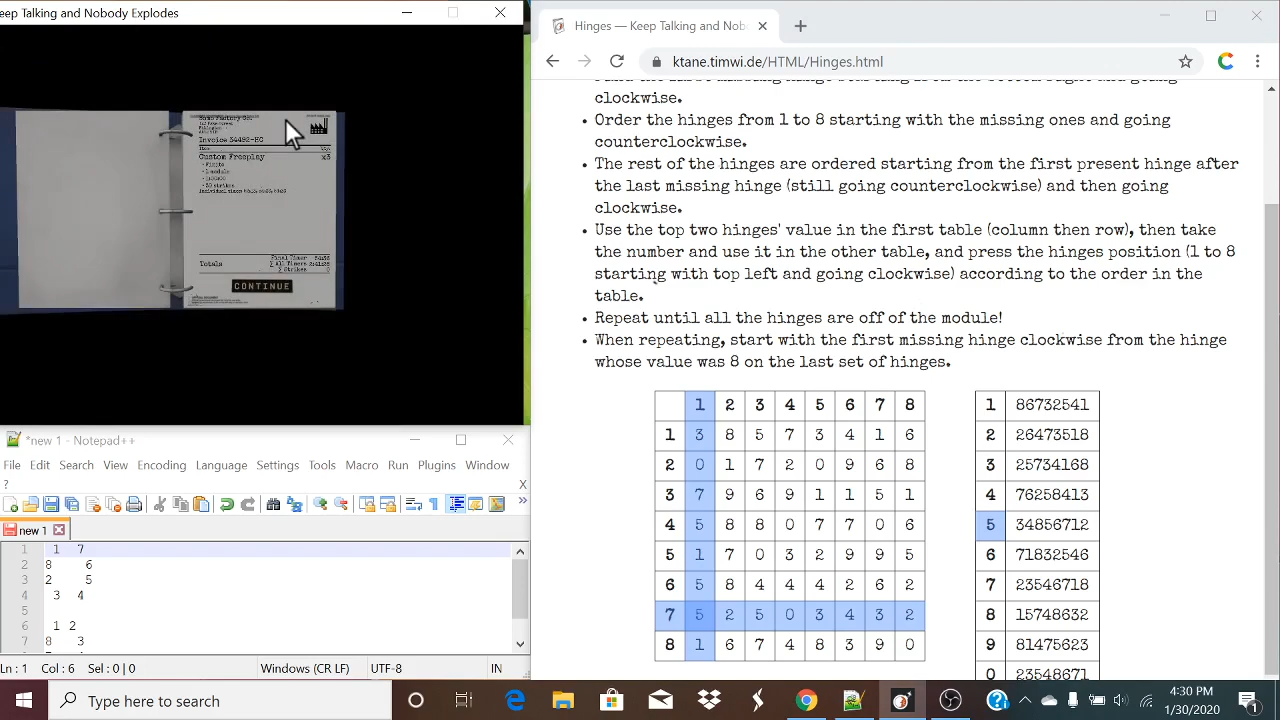 eep Talking and Nobody Explodes
Invoice 34492-HG
Custom Freeplay x3
Totals
CONTINUE
*new 1 - Notepad++
File Edit Search View Encoding Language Settings Tools Macro Run Plugins Window
? X
new 1
1 1 7
2 8 6
3 2 5
4 3 4
5
6 1 2
7 8 3
Ln : 1 Col : 6 Sel : 0 | 0 Windows (CR LF) UTF-8 IN
Hinges — Keep Talking and Nob
ktane.timwi.de/HTML/Hinges.html
clockwise.
• Order the hinges from 1 to 8 starting with the missing ones and going
counterclockwise.
• The rest of the hinges are ordered starting from the first present hinge after
the last missing hinge (still going counterclockwise) and then going
clockwise.
• Use the top two hinges' value in the first table (column then row), then take
the number and use it in the other table, and press the hinges position (1 to 8
starting with top left and going clockwise) according to the order in the
table.
• Repeat until all the hinges are off of the module!
• When repeating, start with the first missing hinge clockwise from the hinge
whose value was 8 on the last set of hinges.
1 2 3 4 5 6 7 8
1 3 8 5 7 3 4 1 6
2 0 1 7 2 0 9 6 8
3 7 9 6 9 1 1 5 1
4 5 8 8 0 7 7 0 6
5 1 7 0 3 2 9 9 5
6 5 8 4 4 4 2 6 2
7 5 2 5 0 3 4 3 2
8 1 6 7 4 8 3 9 0
1 86732541
2 26473518
3 25734168
4 76258413
5 34856712
6 71832546
7 23546718
8 15748632
9 81475623
0 23548671
Type here to search
4:30 PM
1/30/2020